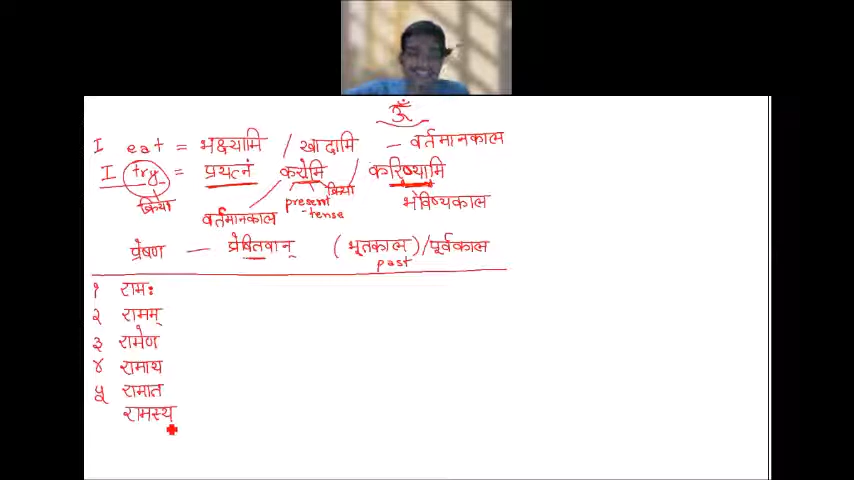 ॐ
I eat = भक्ष्यामि / खादामि – वर्तमानकाल
I try = प्रयत्नं करोमि करिष्यामि
क्रिया वर्तमानकाल present-tense क्रिया भविष्यकाल
प्रेषण – प्रेषितवान् (भूतकाल)/पूर्वकाल
past
१ रामः
२ रामम्
३ रामेण
४ रामाय
५ रामात
रामस्य